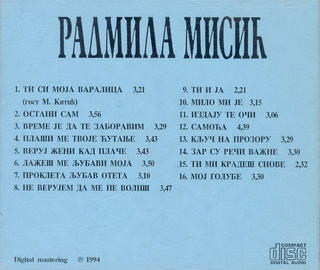 РАДМИЛА МИСИЋ
1. ТИ СИ МОЈА ВАРАЛИЦА 3,21
(гост М. Китић)
2. ОСТАНИ САМ 3,56
3. ВРЕМЕ ЈЕ ДА ТЕ ЗАБОРАВИМ 3,29
4. ПЛАШИ МЕ ТВОЈЕ ЋУТАЊЕ 3,43
5. ВЕРУЈ ЖЕНИ КАД ПЛАЧЕ 3,43
6. ЛАЖЕШ МЕ ЉУБАВИ МОЈА 3,50
7. ПРОКЛЕТА ЉУБАВ ОТЕТА 3,10
8. НЕ ВЕРУЈЕМ ДА МЕ НЕ ВОЛИШ 3,47
9. ТИ И ЈА 2,21
10. МИЛО МИ ЈЕ 3,15
11. ИЗДАЈУ ТЕ ОЧИ 3,06
12. САМОЋА 4,39
13. КЉУЧ НА ПРОЗОРУ 3,29
14. ЗАР СУ РЕЧИ ВАЖНЕ 3,30
15. ТИ МИ КРАДЕШ СНОВЕ 2,32
16. МОЈ ГОЛУБЕ 3,30
Digital mastering ℗ 1994
COMPACT
disc
DIGITAL AUDIO